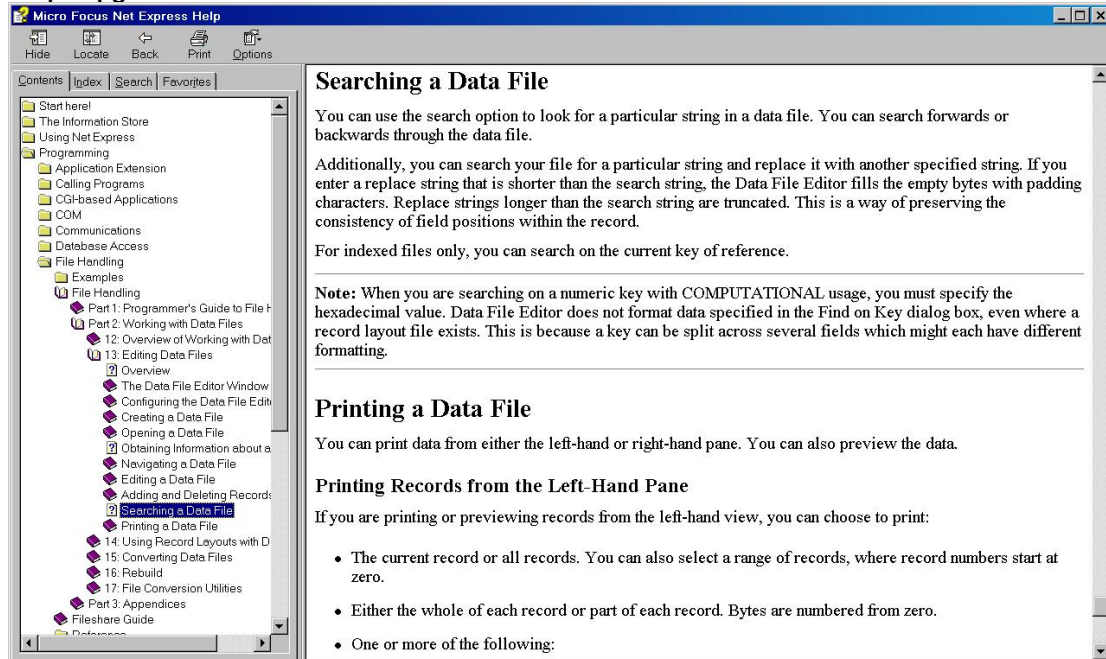 Micro Focus Net Express Help
Hide Locate Back Print Options
Contents Index Search Favorites
Start here!
The Information Store
Using Net Express
Programming
Application Extension
Calling Programs
CGI-based Applications
COM
Communications
Database Access
File Handling
Examples
File Handling
Part 1: Programmer's Guide to File H
Part 2: Working with Data Files
12: Overview of Working with Dat
13: Editing Data Files
Overview
The Data File Editor Window
Configuring the Data File Edit
Creating a Data File
Opening a Data File
Obtaining Information about a
Navigating a Data File
Editing a Data File
Adding and Deleting Records
Searching a Data File
Printing a Data File
14: Using Record Layouts with D
15: Converting Data Files
16: Rebuild
17: File Conversion Utilities
Part 3: Appendices
Fileshare Guide
Searching a Data File
You can use the search option to look for a particular string in a data file. You can search forwards or
backwards through the data file.
Additionally, you can search your file for a particular string and replace it with another specified string. If you
enter a replace string that is shorter than the search string, the Data File Editor fills the empty bytes with padding
characters. Replace strings longer than the search string are truncated. This is a way of preserving the
consistency of field positions within the record.
For indexed files only, you can search on the current key of reference.
Note: When you are searching on a numeric key with COMPUTATIONAL usage, you must specify the
hexadecimal value. Data File Editor does not format data specified in the Find on Key dialog box, even where a
record layout file exists. This is because a key can be split across several fields which might each have different
formatting.
Printing a Data File
You can print data from either the left-hand or right-hand pane. You can also preview the data.
Printing Records from the Left-Hand Pane
If you are printing or previewing records from the left-hand view, you can choose to print:
• The current record or all records. You can also select a range of records, where record numbers start at
zero.
• Either the whole of each record or part of each record. Bytes are numbered from zero.
• One or more of the following: